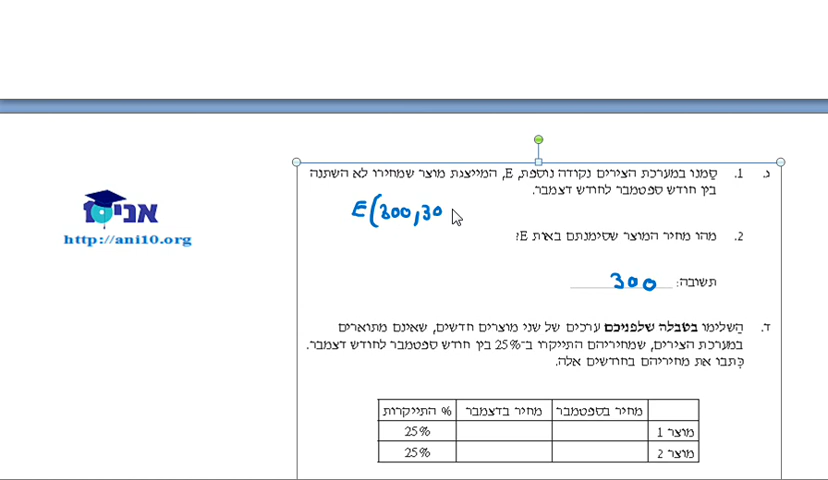 ג. 1. סַמנו במערכת הצירים נקודה נוספת, E, המייצגת מוצר שמחירו לא השתנה
בין חודש ספטמבר לחודש דצמבר.
E(300,30
2. מהו מחיר המוצר שסימנתם באות E?
תשובה: 300
ד. הַשלימו בטבלה שלפניכם ערכים של שני מוצרים חדשים, שאינם מתוארים
במערכת הצירים, שמחיריהם התייקרו ב־25% בין חודש ספטמבר לחודש דצמבר.
כִּתבו את מחיריהם בחודשים אלה.
מחיר בספטמבר מחיר בדצמבר % התייקרות
מוצר 1 25%
מוצר 2 25%
אני10
http://ani10.org